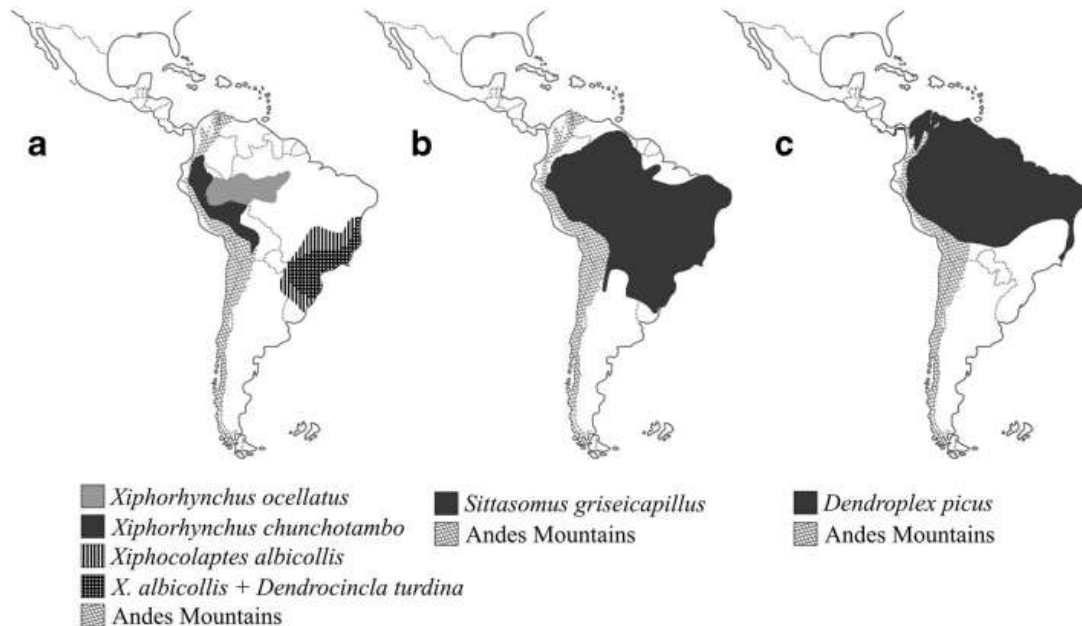 a
b
c
Xiphorhynchus ocellatus
Xiphorhynchus chunchotambo
Xiphocolaptes albicollis
X. albicollis + Dendrocincla turdina
Andes Mountains
Sittasomus griseicapillus
Andes Mountains
Dendroplex picus
Andes Mountains